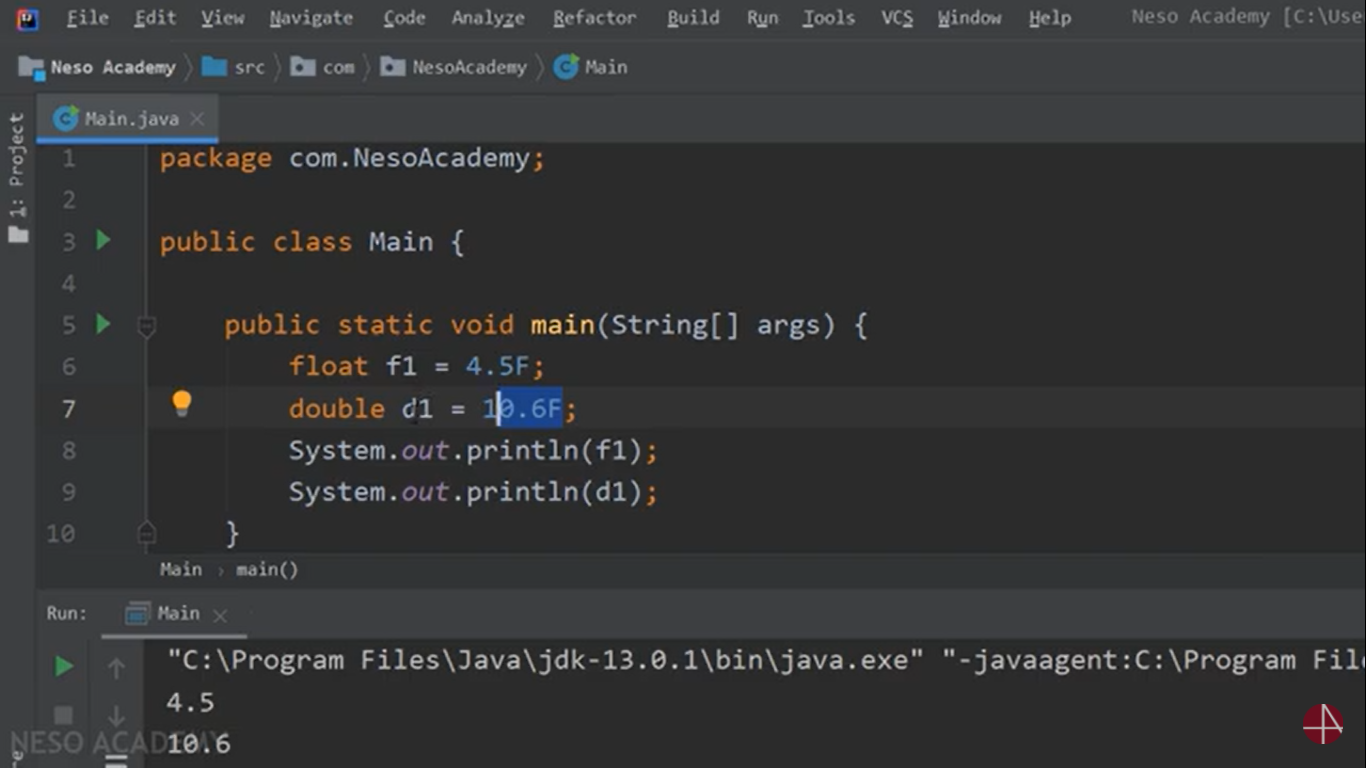 File Edit View Navigate Code Analyze Refactor Build Run Tools VCS Window Help Neso Academy [C:\Use
Neso Academy src com NesoAcademy Main
Main.java
1: Project
1 package com.NesoAcademy;
2
3 public class Main {
4
5 public static void main(String[] args) {
6 float f1 = 4.5F;
7 double d1 = 10.6F;
8 System.out.println(f1);
9 System.out.println(d1);
10 }
Main › main()
Run: Main
"C:\Program Files\Java\jdk-13.0.1\bin\java.exe" "-javaagent:C:\Program File
4.5
10.6
NESO ACADEMY